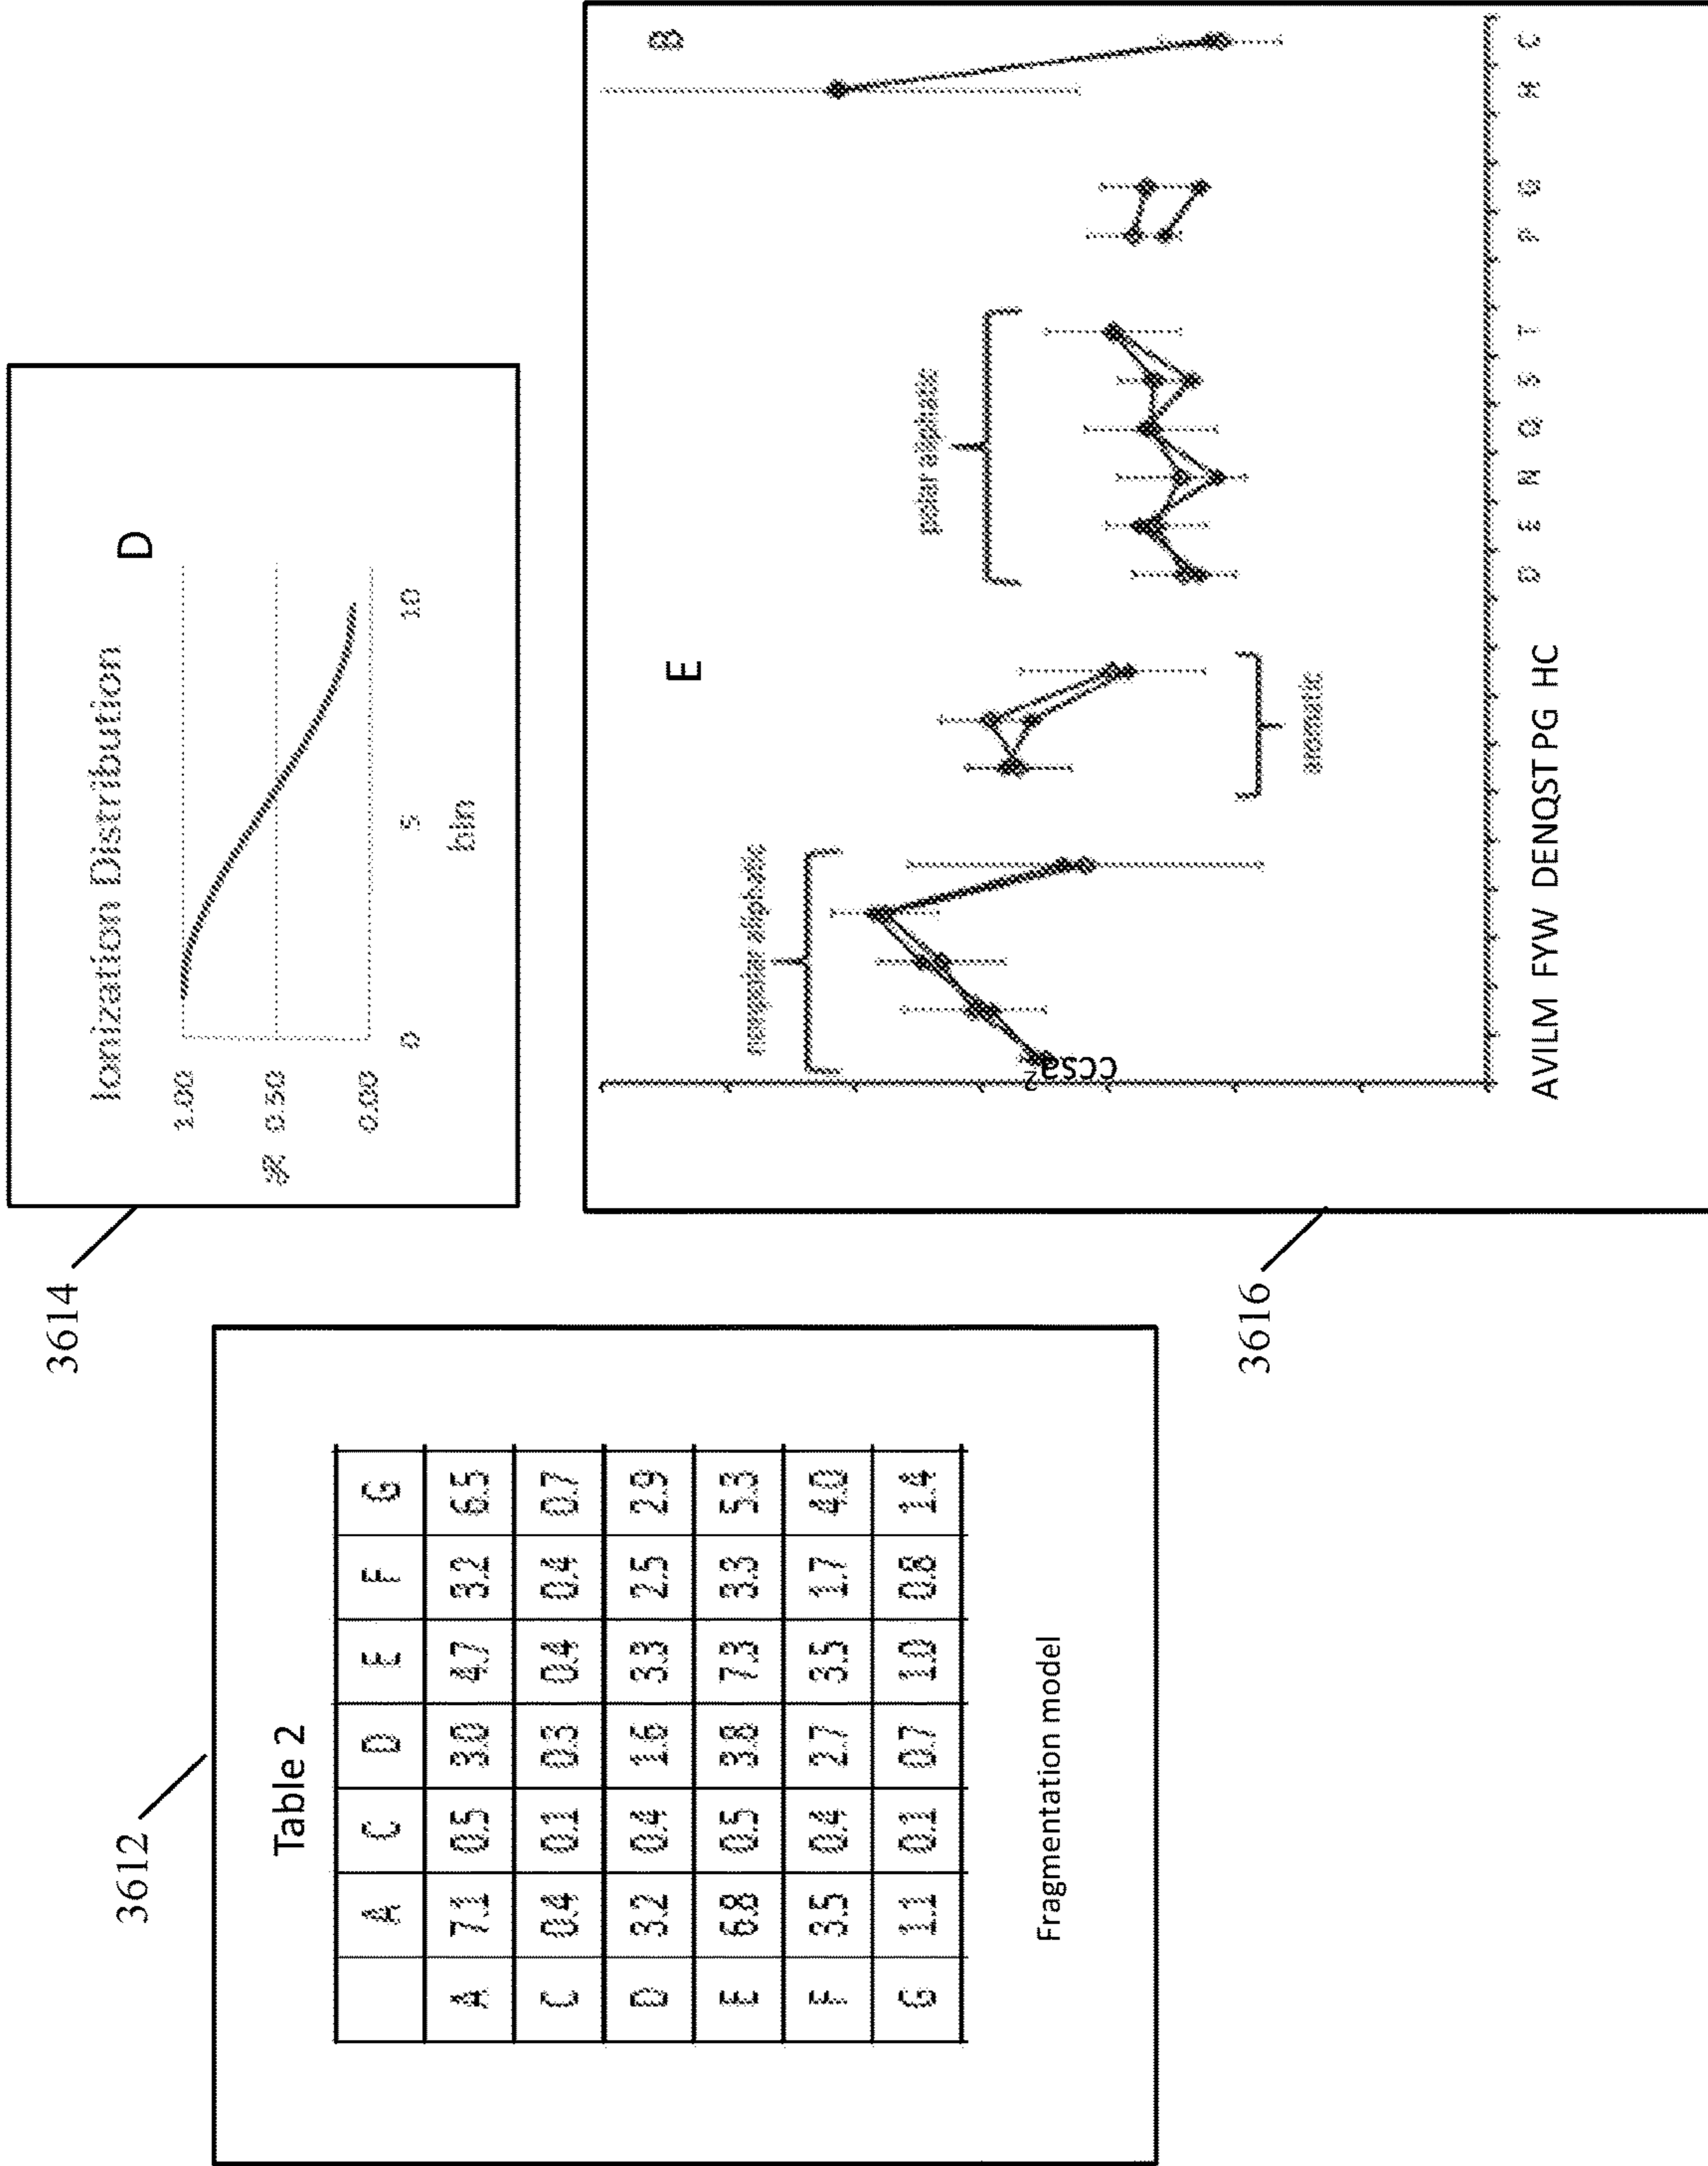 3612
Table 2
A C D E F G
A 7.1 0.5 3.0 4.7 3.2 6.5
C 0.4 0.1 0.3 0.4 0.4 0.7
D 3.2 0.4 1.6 3.3 2.5 2.9
E 6.8 0.5 3.8 7.3 3.3 5.3
F 3.5 0.4 2.7 3.5 1.7 4.0
G 1.1 0.1 0.7 1.0 0.8 1.4
Fragmentation model
3614
Ionization Distribution
D
1.00
0.50
0.00
0 5 10
bin
3616
E
B
nonpolar aliphatic
polar aliphatic
aromatic
CCSa2
D E N Q S T P G H C
AVILM FYW DENQST PG HC